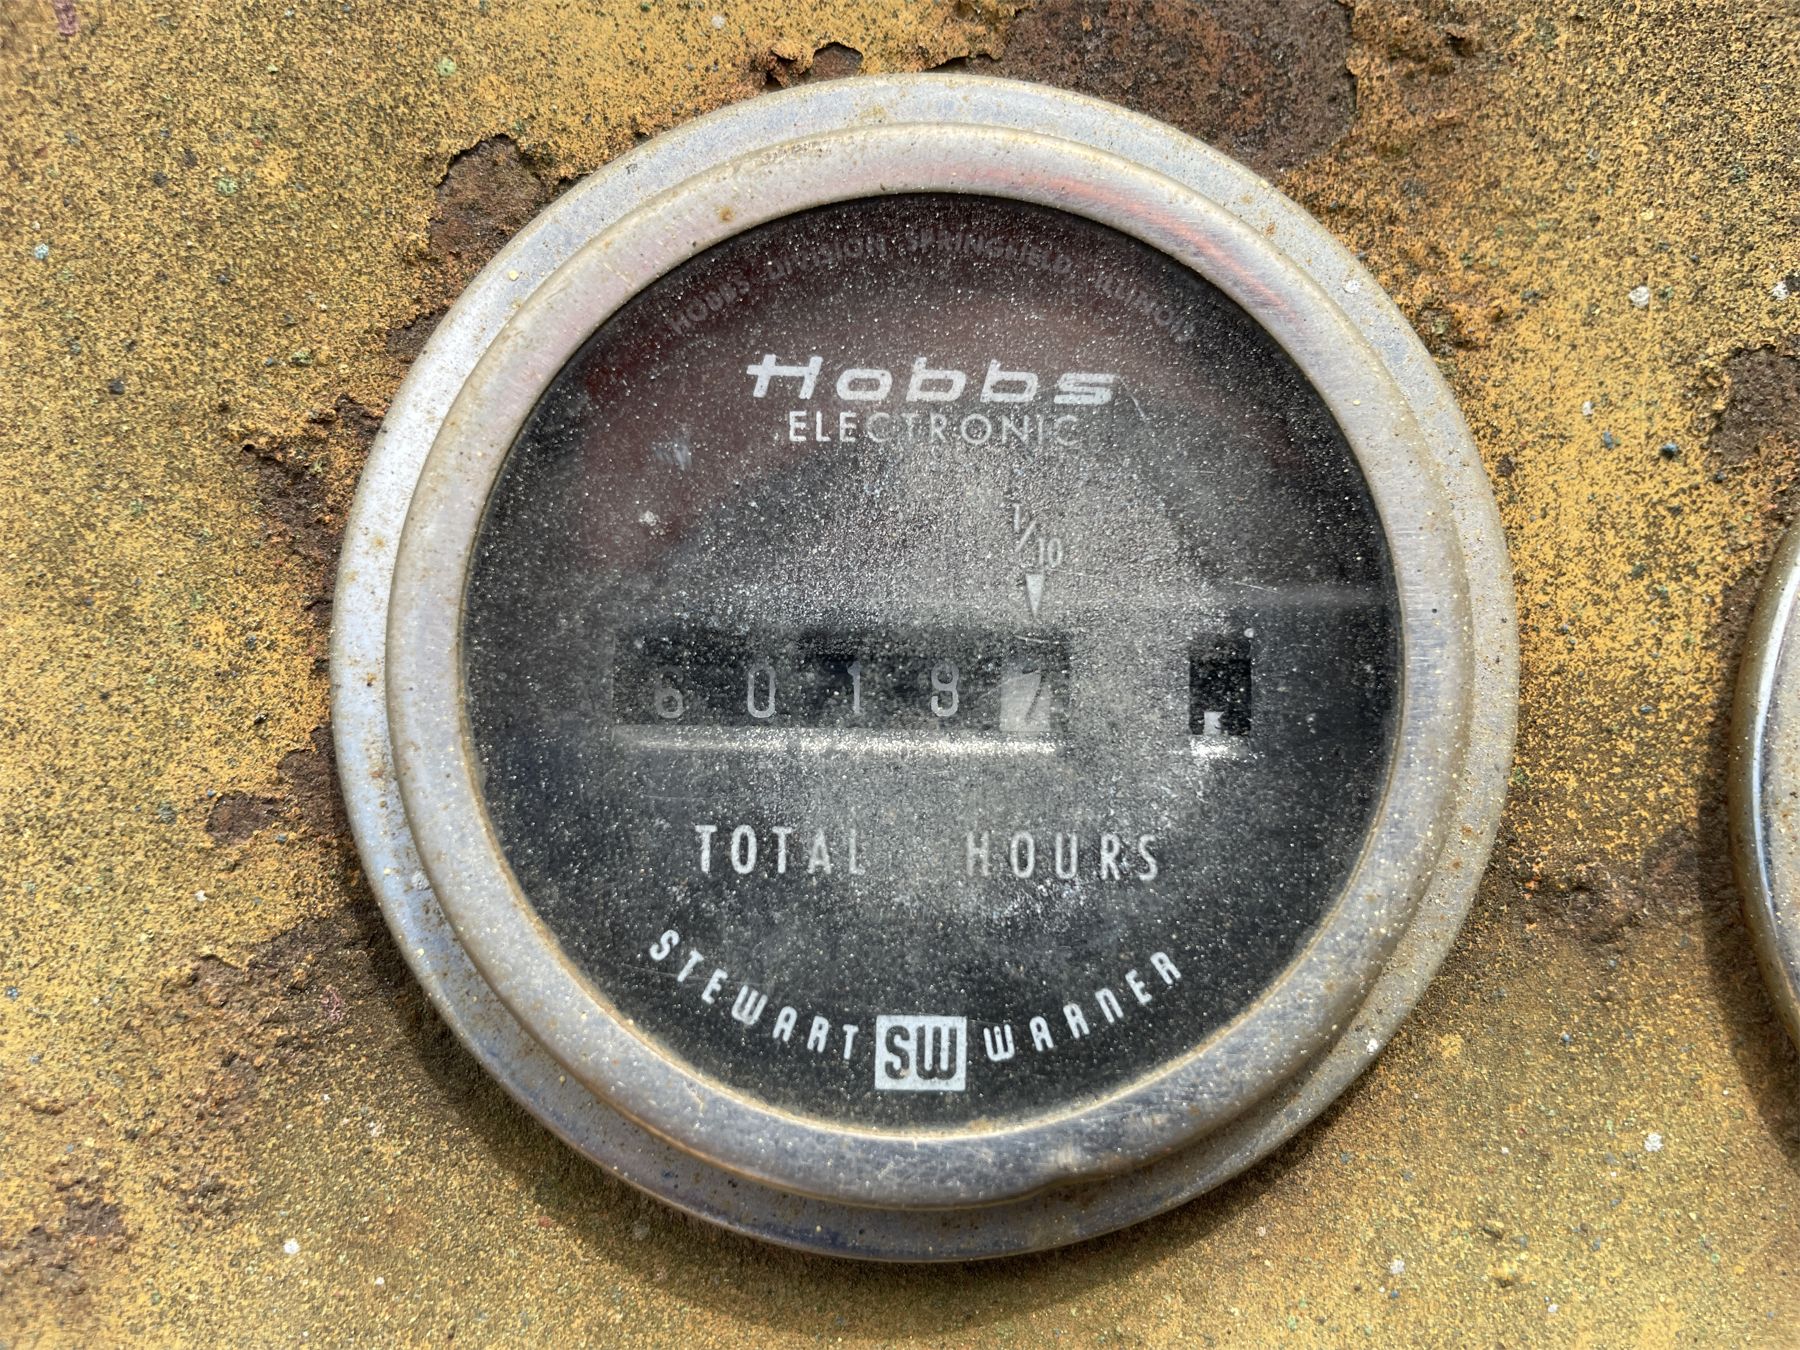 HOBBS DIVISION SPRINGFIELD, ILLINOIS
Hobbs
ELECTRONIC
1/10
6 0 1 8 7
TOTAL HOURS
STEWART SW WARNER